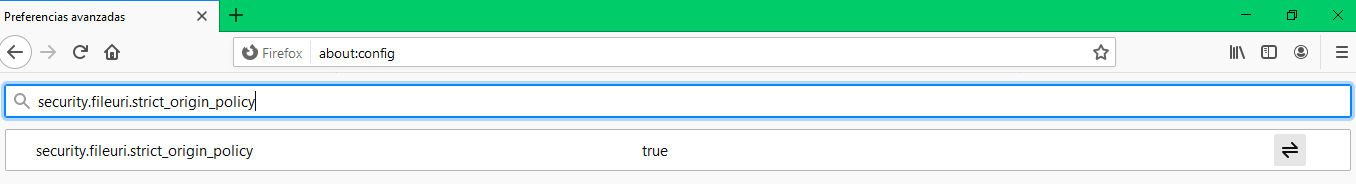 Preferencias avanzadas
Firefox about:config
security.fileuri.strict_origin_policy
security.fileuri.strict_origin_policy true